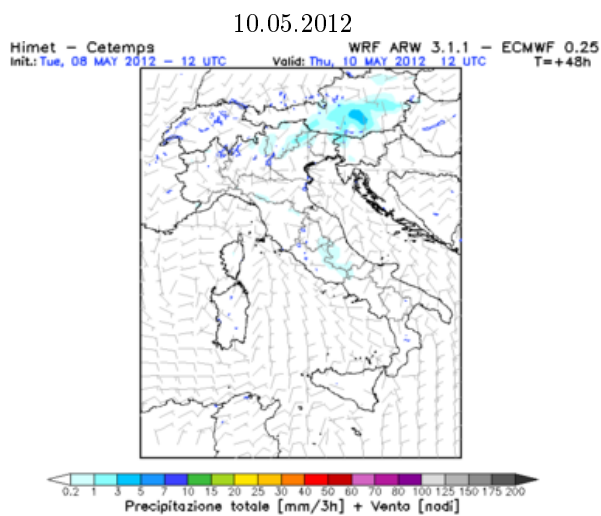 10.05.2012
Himet – Cetemps WRF ARW 3.1.1 – ECMWF 0.25
Init.: Tue, 08 MAY 2012 – 12 UTC Valid: Thu, 10 MAY 2012 12 UTC T=+48h
0.2 1 3 5 7 10 15 20 25 30 40 50 60 70 80 100 125 150 175 200
Precipitazione totale [mm/3h] + Vento [nodi]